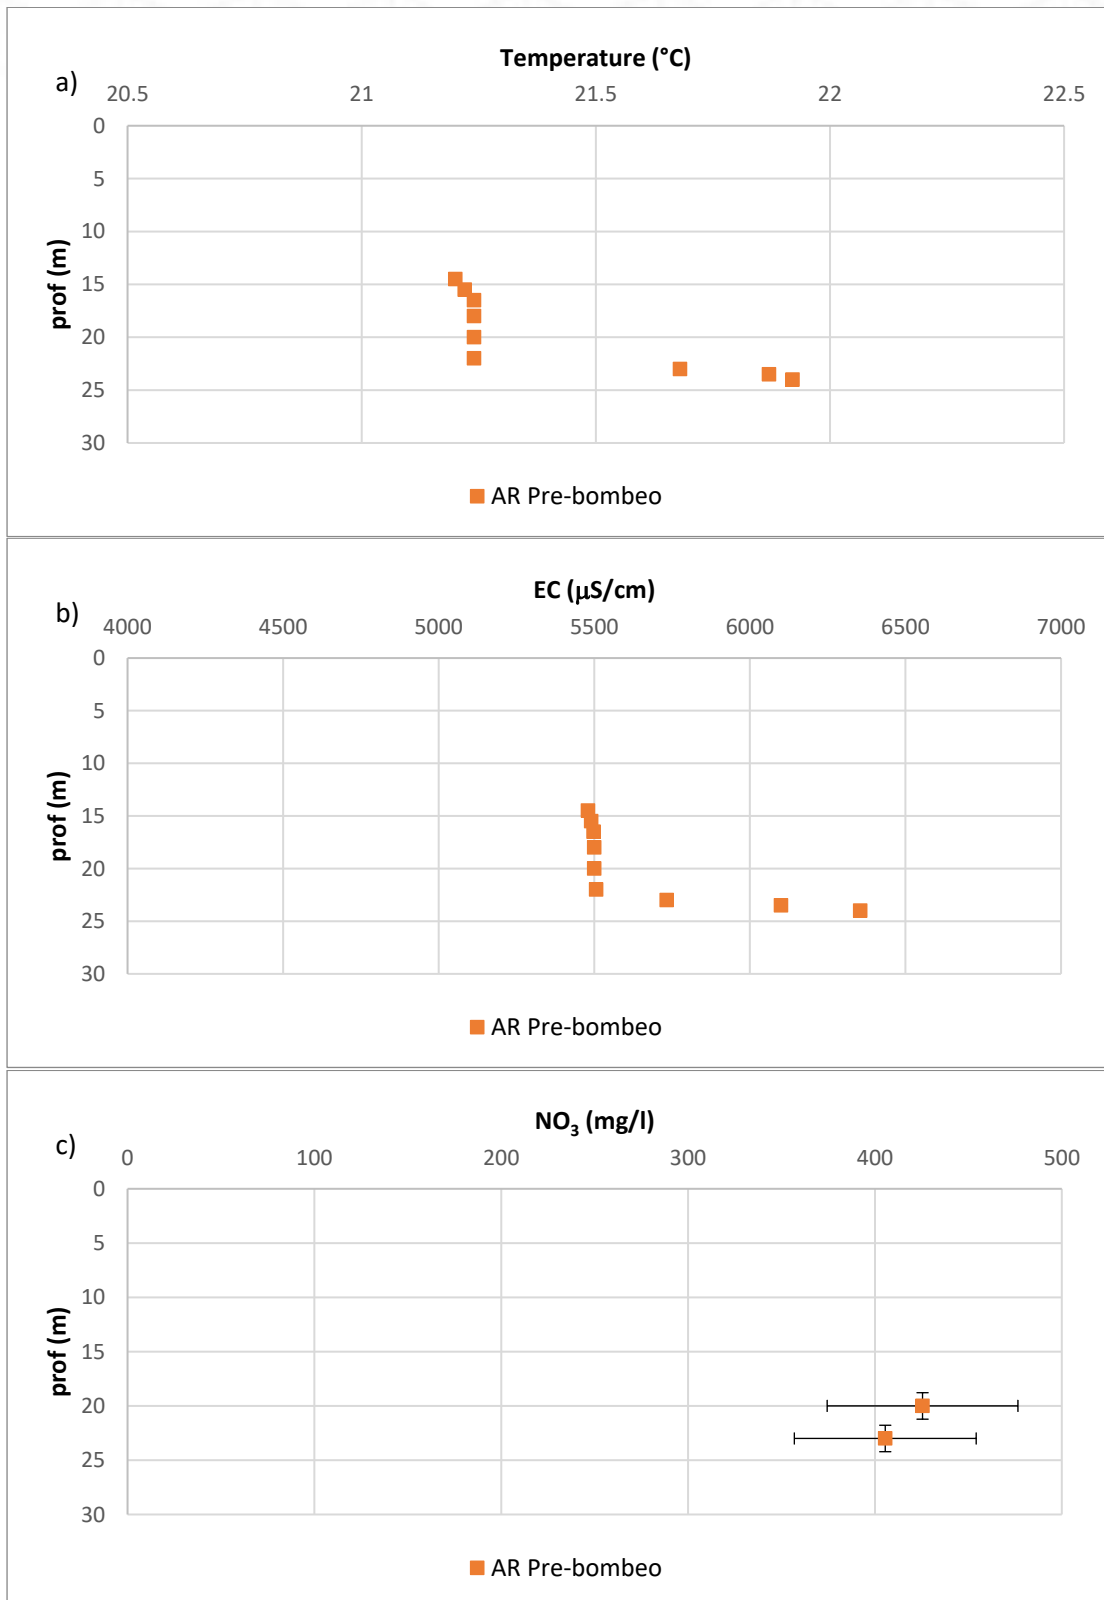 Temperature (°C)
a)
20.5 21 21.5 22 22.5
0
5
10
15
20
25
30
prof (m)
AR Pre-bombeo
EC (μS/cm)
b)
4000 4500 5000 5500 6000 6500 7000
0
5
10
15
20
25
30
prof (m)
AR Pre-bombeo
NO₃ (mg/l)
c)
0 100 200 300 400 500
0
5
10
15
20
25
30
prof (m)
AR Pre-bombeo